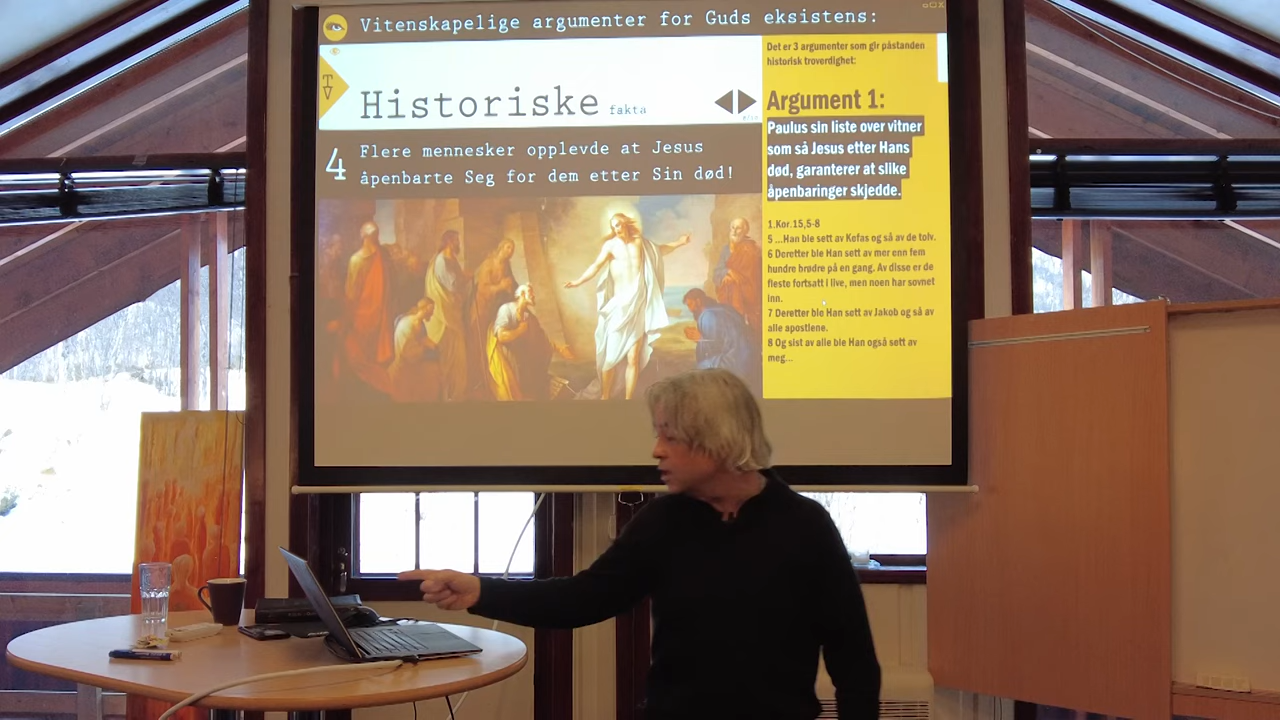 Vitenskapelige argumenter for Guds eksistens:
TV
Historiske fakta
4 Flere mennesker opplevde at Jesus
åpenbarte Seg for dem etter Sin død!
Det er 3 argumenter som gir påstanden
historisk troverdighet:
Argument 1:
Paulus sin liste over vitner
som så Jesus etter Hans
død, garanterer at slike
åpenbaringer skjedde.
1.Kor.15,5-8
5 ...Han ble sett av Kefas og så av de tolv.
6 Deretter ble Han sett av mer enn fem
hundre brødre på en gang. Av disse er de
fleste fortsatt i live, men noen har sovnet
inn.
7 Deretter ble Han sett av Jakob og så av
alle apostlene.
8 Og sist av alle ble Han også sett av
meg...